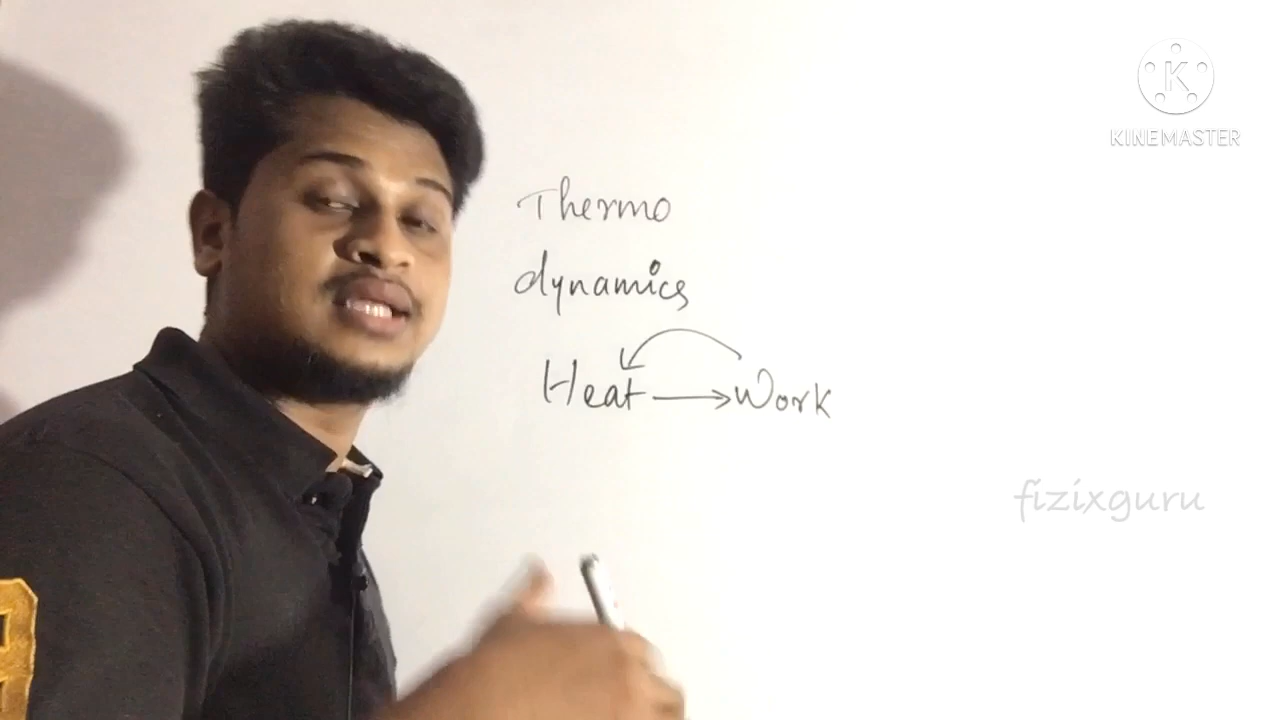 KINEMASTER
Thermo
dynamics
Heat → Work
fizixguru